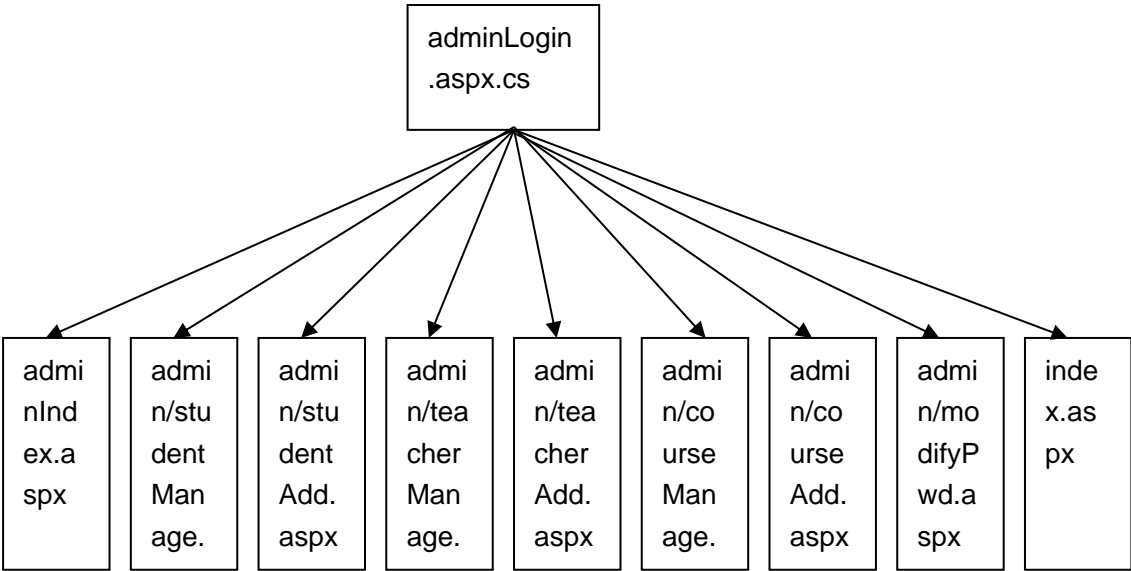 adminLogin
.aspx.cs
admi
nInd
ex.a
spx
admi
n/stu
dent
Man
age.
admi
n/stu
dent
Add.
aspx
admi
n/tea
cher
Man
age.
admi
n/tea
cher
Add.
aspx
admi
n/co
urse
Man
age.
admi
n/co
urse
Add.
aspx
admi
n/mo
difyP
wd.a
spx
inde
x.as
px